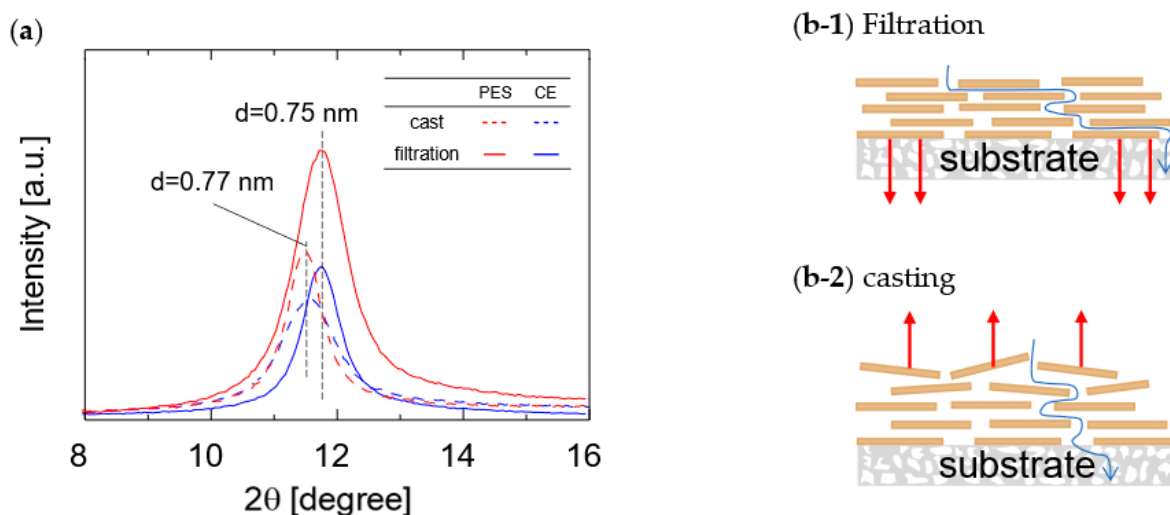 (a)
Intensity [a.u.]
d=0.75 nm
d=0.77 nm
PES CE
cast
filtration
8 10 12 14 16
2θ [degree]
(b-1) Filtration
substrate
(b-2) casting
substrate